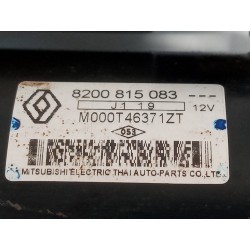 8200 815 083 ---
J1 19 12V
M000T46371ZT
053
MITSUBISHI ELECTRIC THAI AUTO-PARTS CO., LTD.